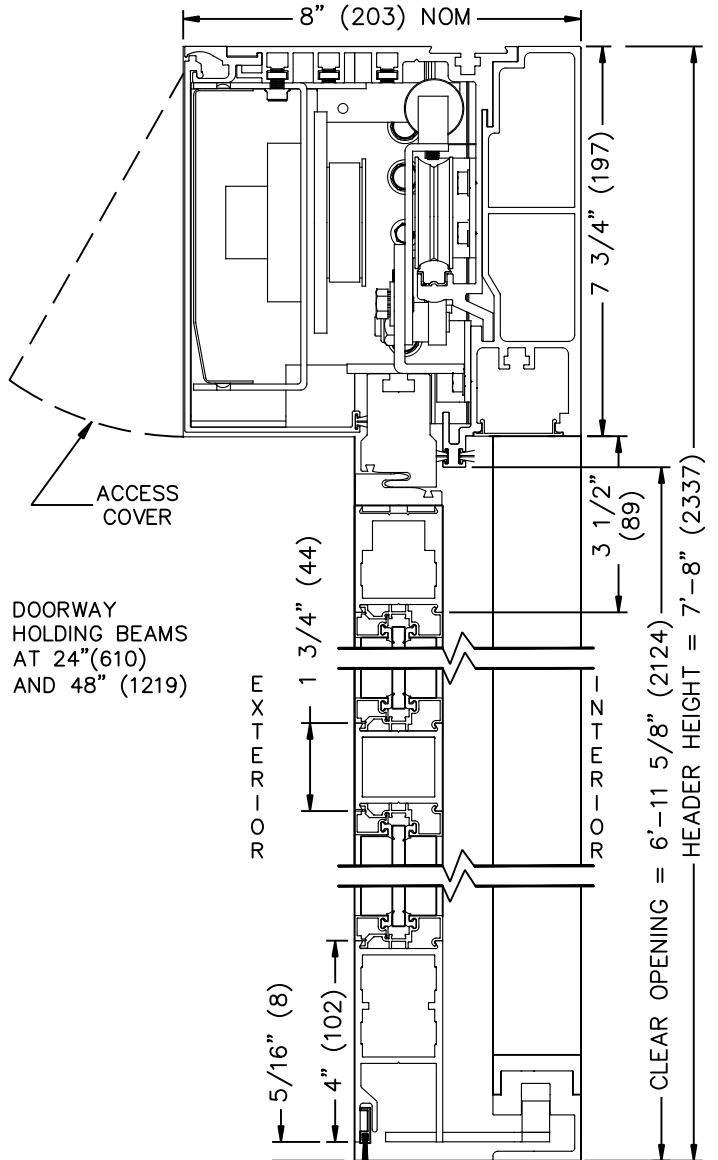 8” (203) NOM
7 3/4” (197)
ACCESS
COVER
3 1/2”
(89)
1 3/4” (44)
DOORWAY
HOLDING BEAMS
AT 24”(610)
AND 48” (1219)
EXTERIOR
INTERIOR
CLEAR OPENING = 6’-11 5/8” (2124)
HEADER HEIGHT = 7’-8” (2337)
5/16” (8)
4” (102)